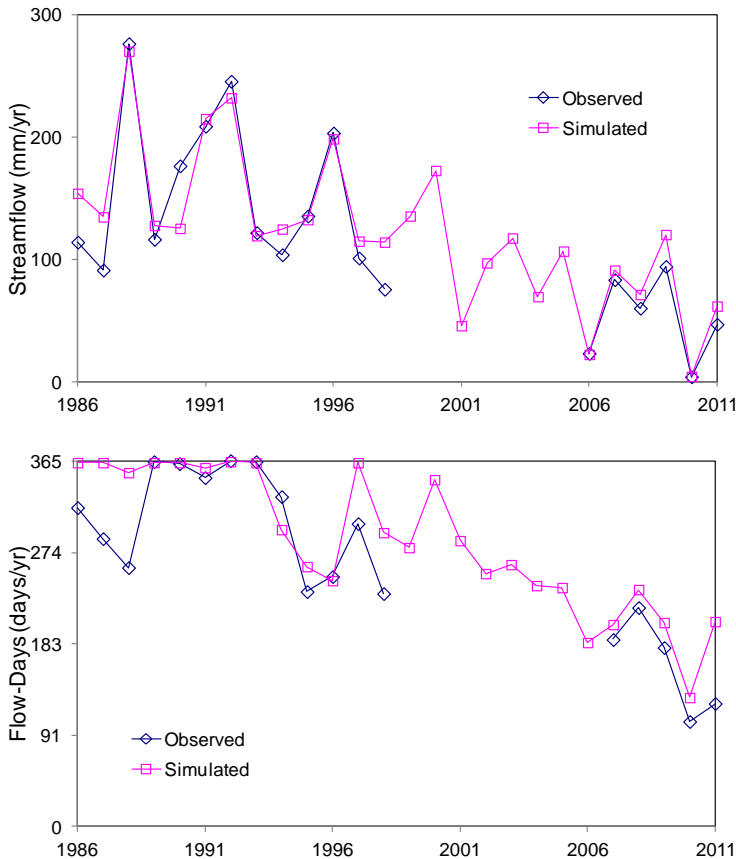 300
200
100
0
Streamflow (mm/yr)
Observed
Simulated
1986 1991 1996 2001 2006 2011
365
274
183
91
0
Flow-Days (days/yr)
Observed
Simulated
1986 1991 1996 2001 2006 2011